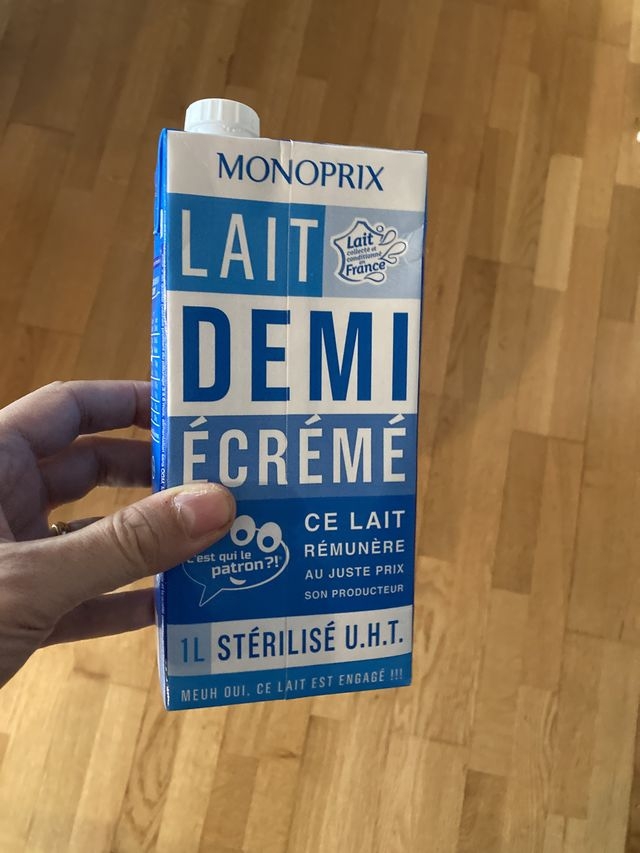 MONOPRIX
LAIT
Lait
collecté et
conditionné
en
France
DEMI
ÉCRÉMÉ
C'est qui le
patron?!
CE LAIT
RÉMUNÈRE
AU JUSTE PRIX
SON PRODUCTEUR
1L STÉRILISÉ U.H.T.
MEUH OUI, CE LAIT EST ENGAGÉ !!!